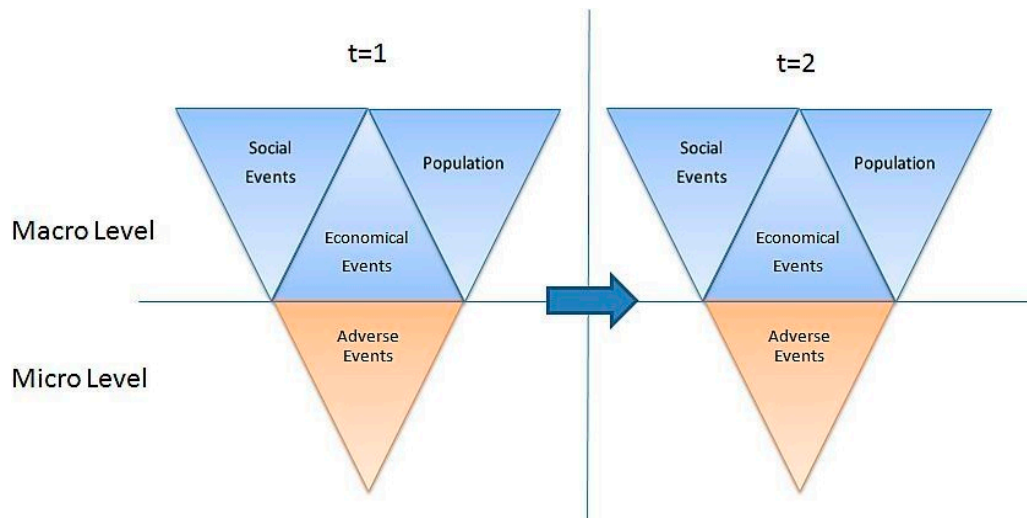 t=1
t=2
Social
Events
Population
Economical
Events
Social
Events
Population
Economical
Events
Macro Level
Adverse
Events
Adverse
Events
Micro Level